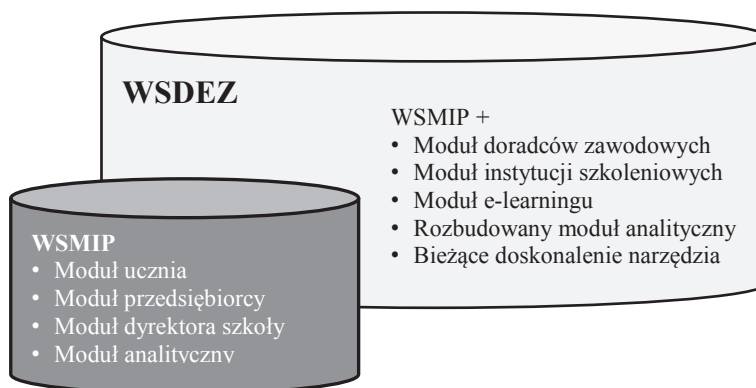 WSDEZ
WSMIP +
• Moduł doradców zawodowych
• Moduł instytucji szkoleniowych
• Moduł e-learningu
• Rozbudowany moduł analityczny
• Bieżące doskonalenie narzędzia
WSMIP
• Moduł ucznia
• Moduł przedsiębiorcy
• Moduł dyrektora szkoły
• Moduł analityczny